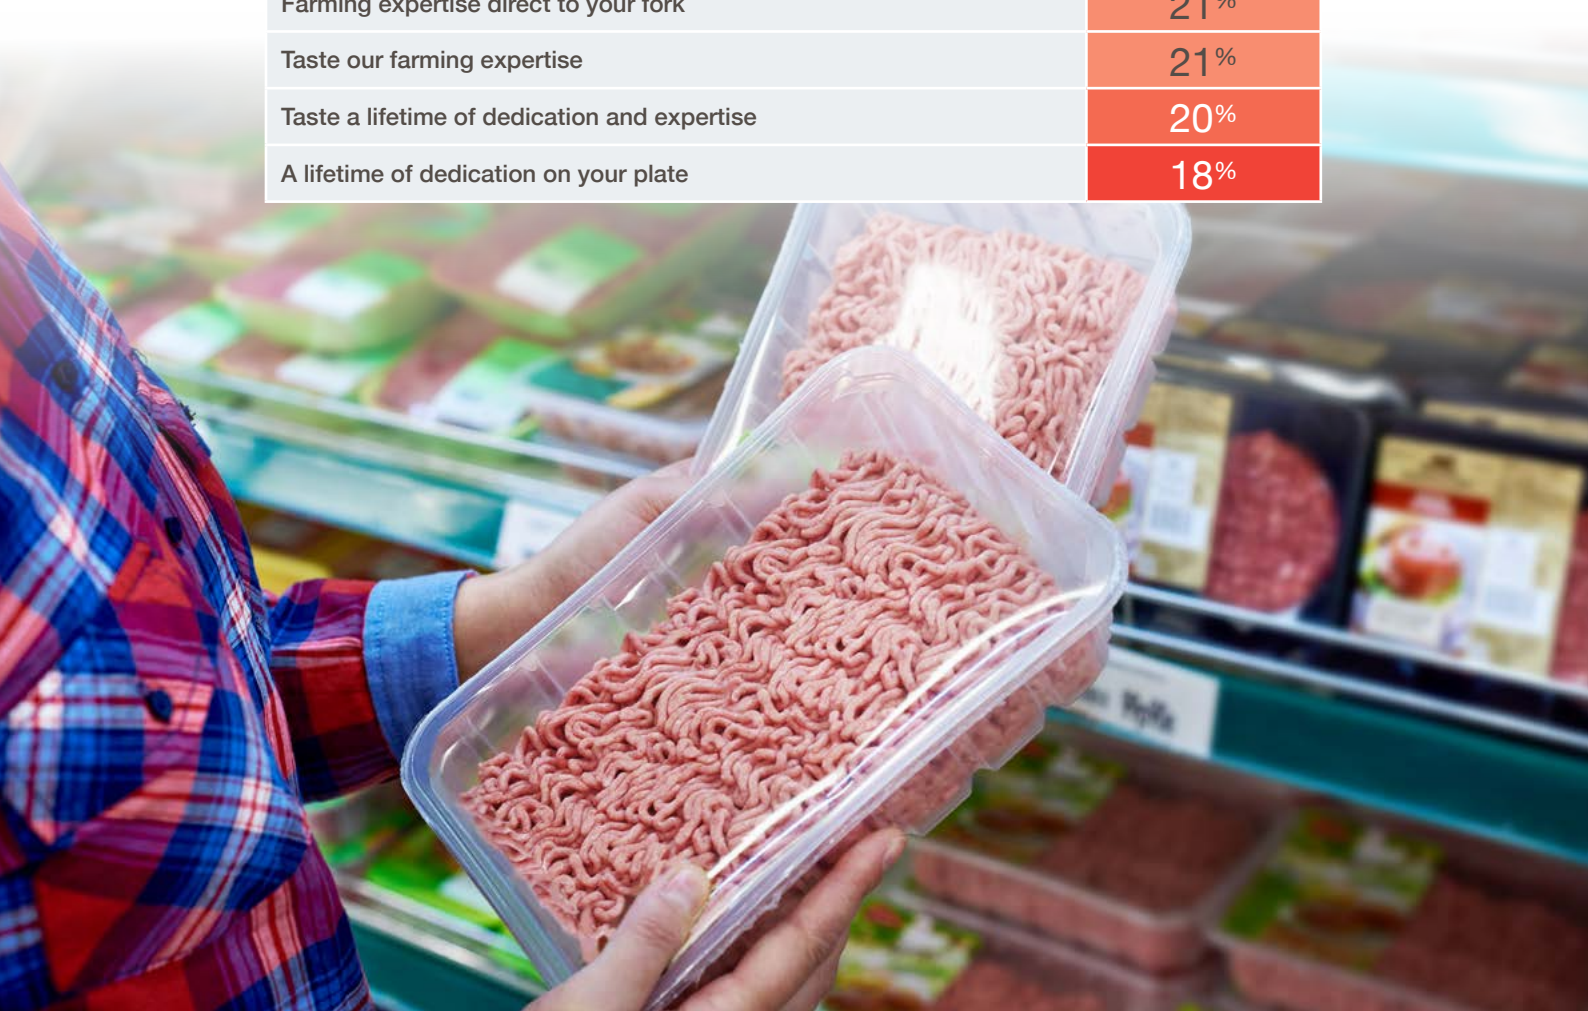 Farming expertise direct to your fork 21%
Taste our farming expertise 21%
Taste a lifetime of dedication and expertise 20%
A lifetime of dedication on your plate 18%